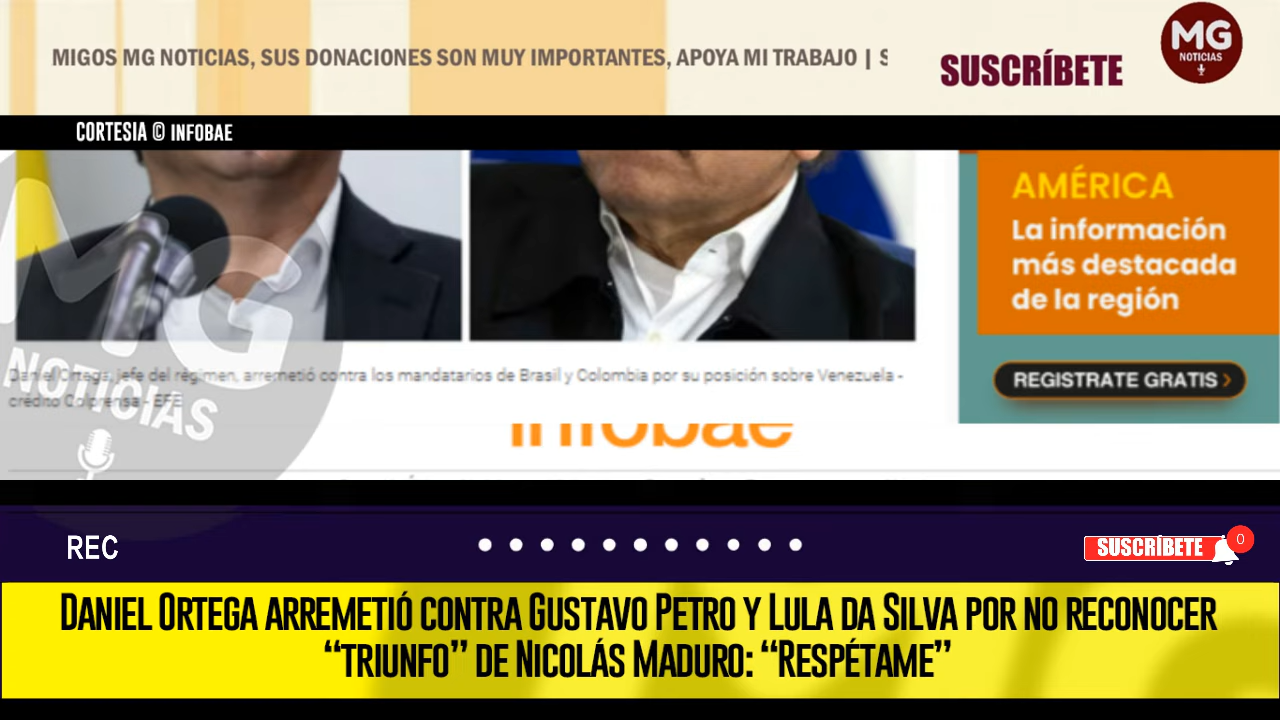 MIGOS MG NOTICIAS, SUS DONACIONES SON MUY IMPORTANTES, APOYA MI TRABAJO | S
SUSCRÍBETE
MG
NOTICIAS
CORTESIA © INFOBAE
AMÉRICA
La información
más destacada
de la región
REGISTRATE GRATIS
MG
NOTICIAS
Daniel Ortega, jefe del régimen, arremetió contra los mandatarios de Brasil y Colombia por su posición sobre Venezuela -
crédito Colprensa - EFE
infobae
REC
SUSCRÍBETE
0
DANIEL ORTEGA ARREMETIÓ CONTRA GUSTAVO PETRO Y LULA DA SILVA POR NO RECONOCER
“TRIUNFO” DE NICOLÁS MADURO: “RESPÉTAME”